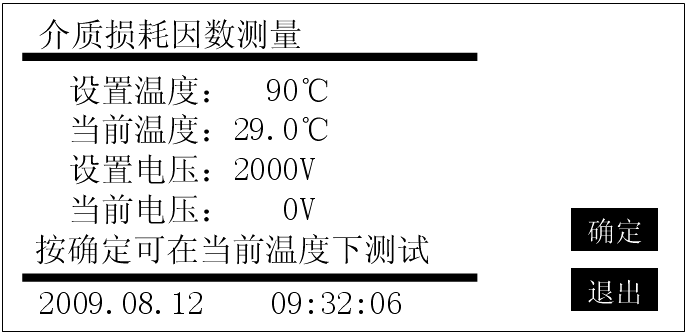 介质损耗因数测量
设置温度： 90℃
当前温度：29.0℃
设置电压：2000V
当前电压： 0V
按确定可在当前温度下测试
2009.08.12 09:32:06
确定
退出